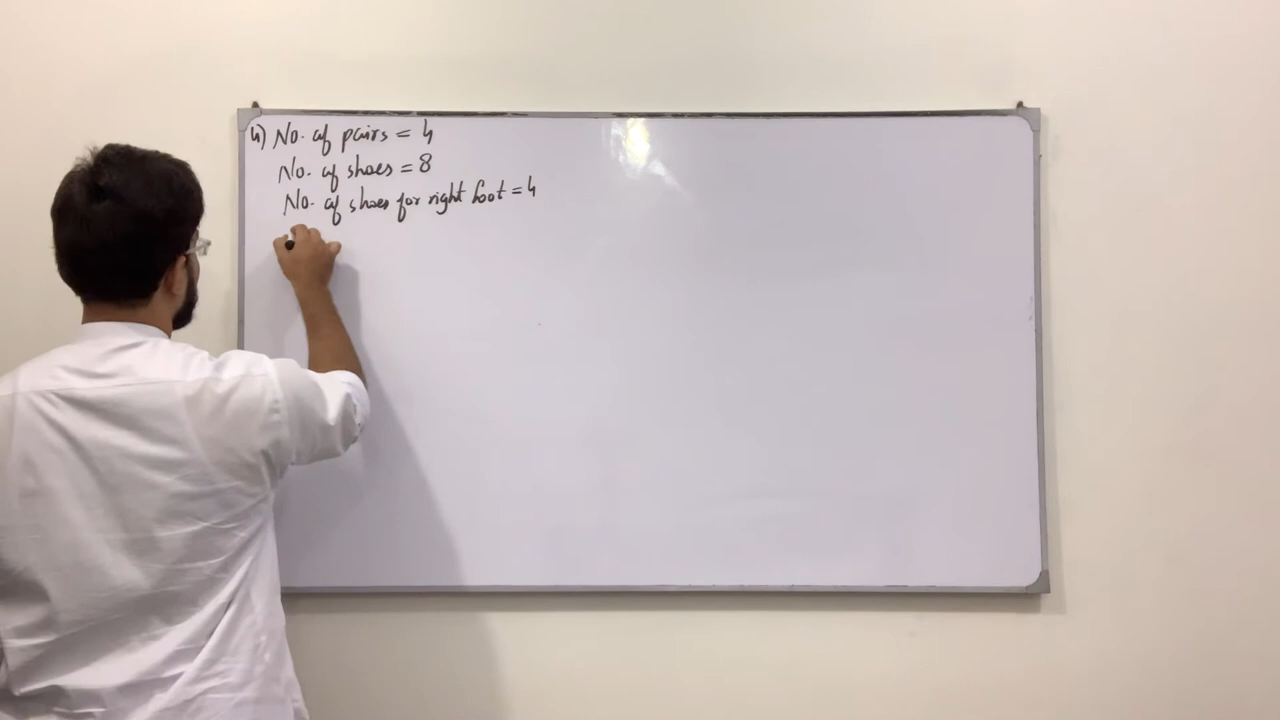 4) No. of pairs = 4
No. of shoes = 8
No. of shoes for right foot = 4